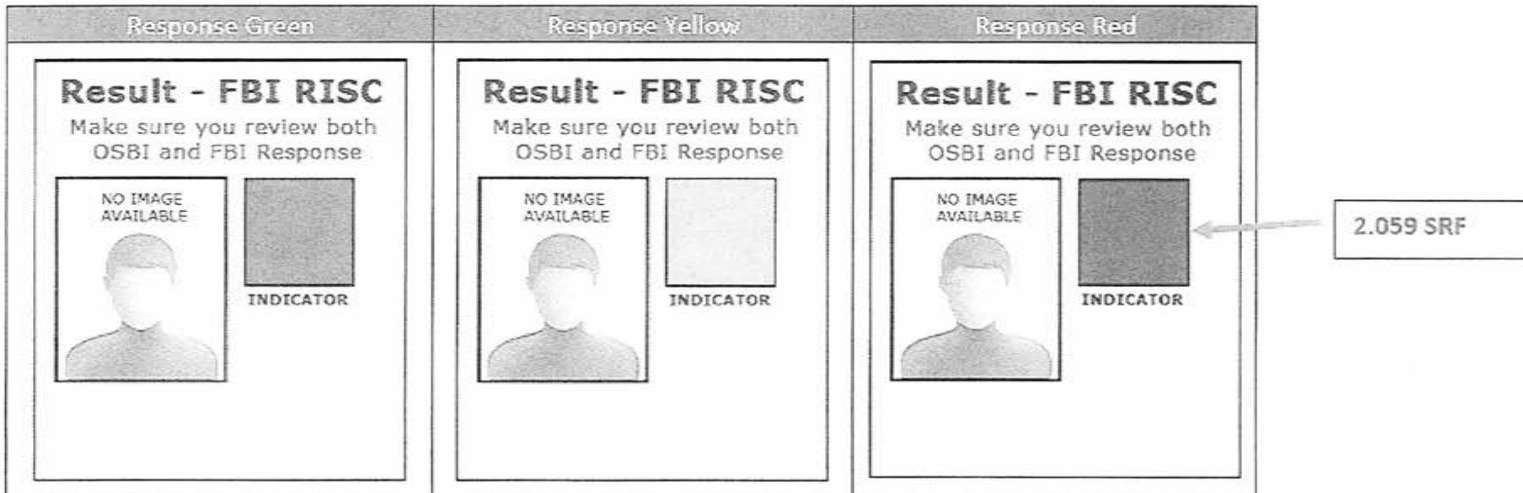 Response Green
Response Yellow
Response Red
Result - FBI RISC
Make sure you review both
OSBI and FBI Response
NO IMAGE
AVAILABLE
INDICATOR
Result - FBI RISC
Make sure you review both
OSBI and FBI Response
NO IMAGE
AVAILABLE
INDICATOR
Result - FBI RISC
Make sure you review both
OSBI and FBI Response
NO IMAGE
AVAILABLE
INDICATOR
2.059 SRF